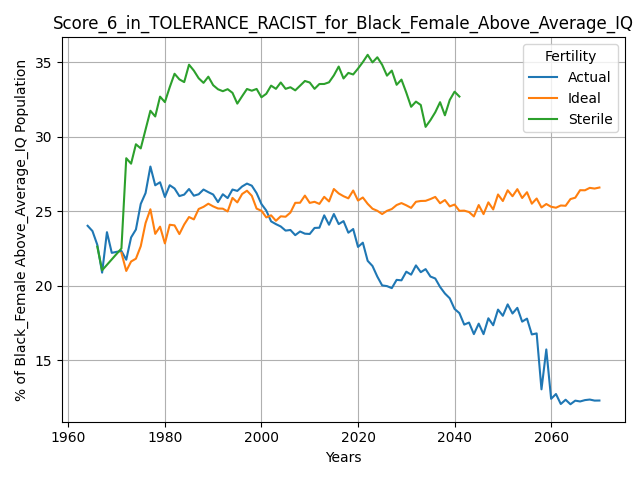 Score_6_in_TOLERANCE_RACIST_for_Black_Female_Above_Average_IQ
% of Black_Female Above_Average_IQ Population
35
30
25
20
15
Fertility
Actual
Ideal
Sterile
1960 1980 2000 2020 2040 2060
Years